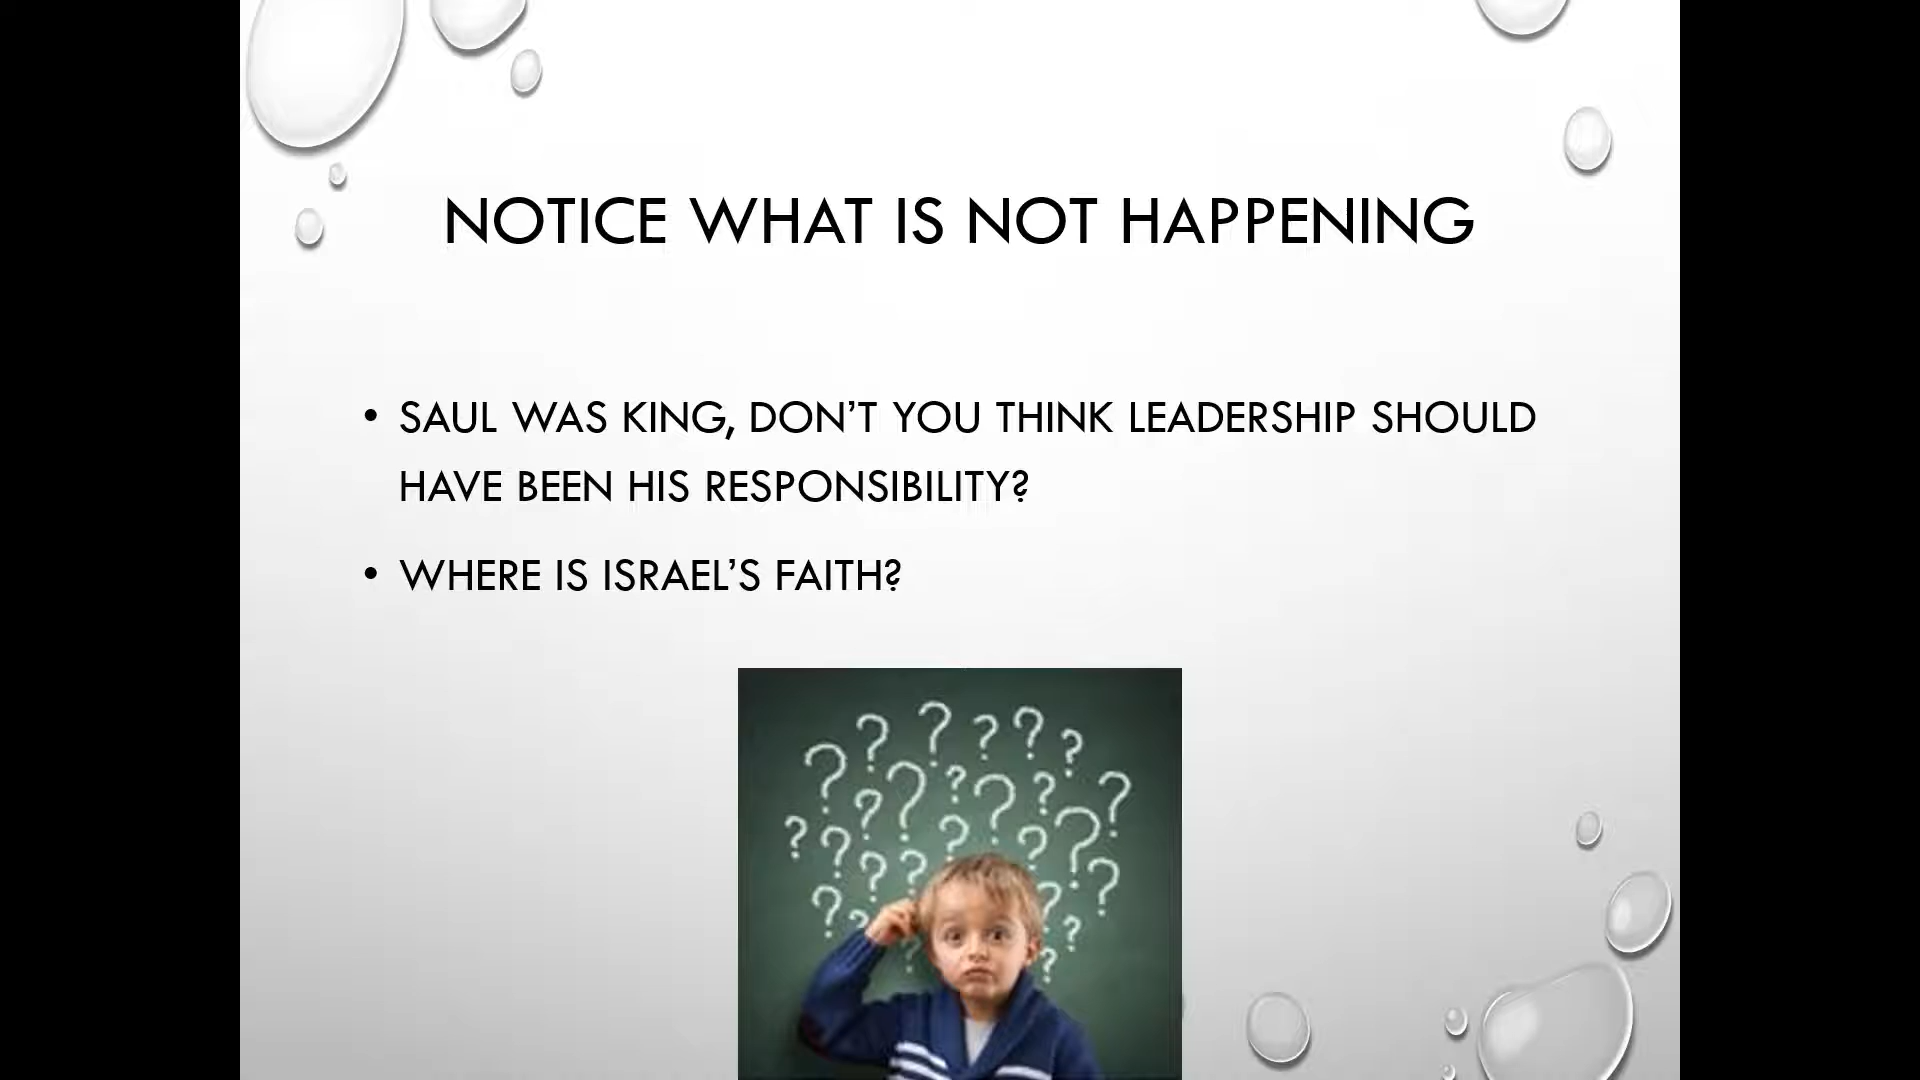 NOTICE WHAT IS NOT HAPPENING
• SAUL WAS KING, DON’T YOU THINK LEADERSHIP SHOULD
HAVE BEEN HIS RESPONSIBILITY?
• WHERE IS ISRAEL’S FAITH?